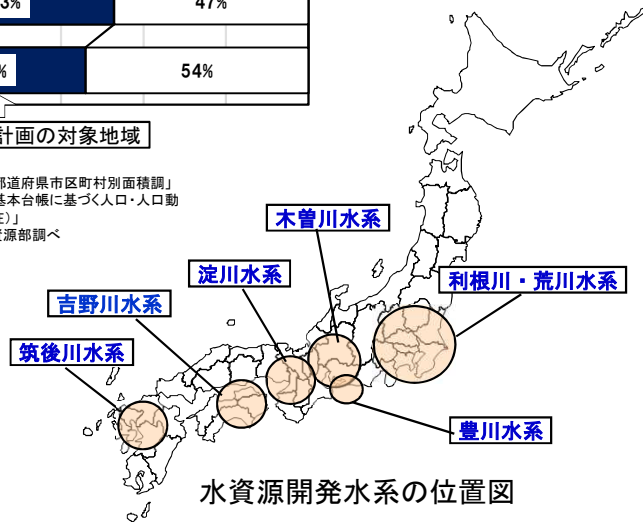 3%
47%
%
54%
計画の対象地域
都道府県市区町村別面積調」
基本台帳に基づく人口・人口動
在)」
資源部調べ
木曽川水系
淀川水系
利根川・荒川水系
吉野川水系
筑後川水系
豊川水系
水資源開発水系の位置図